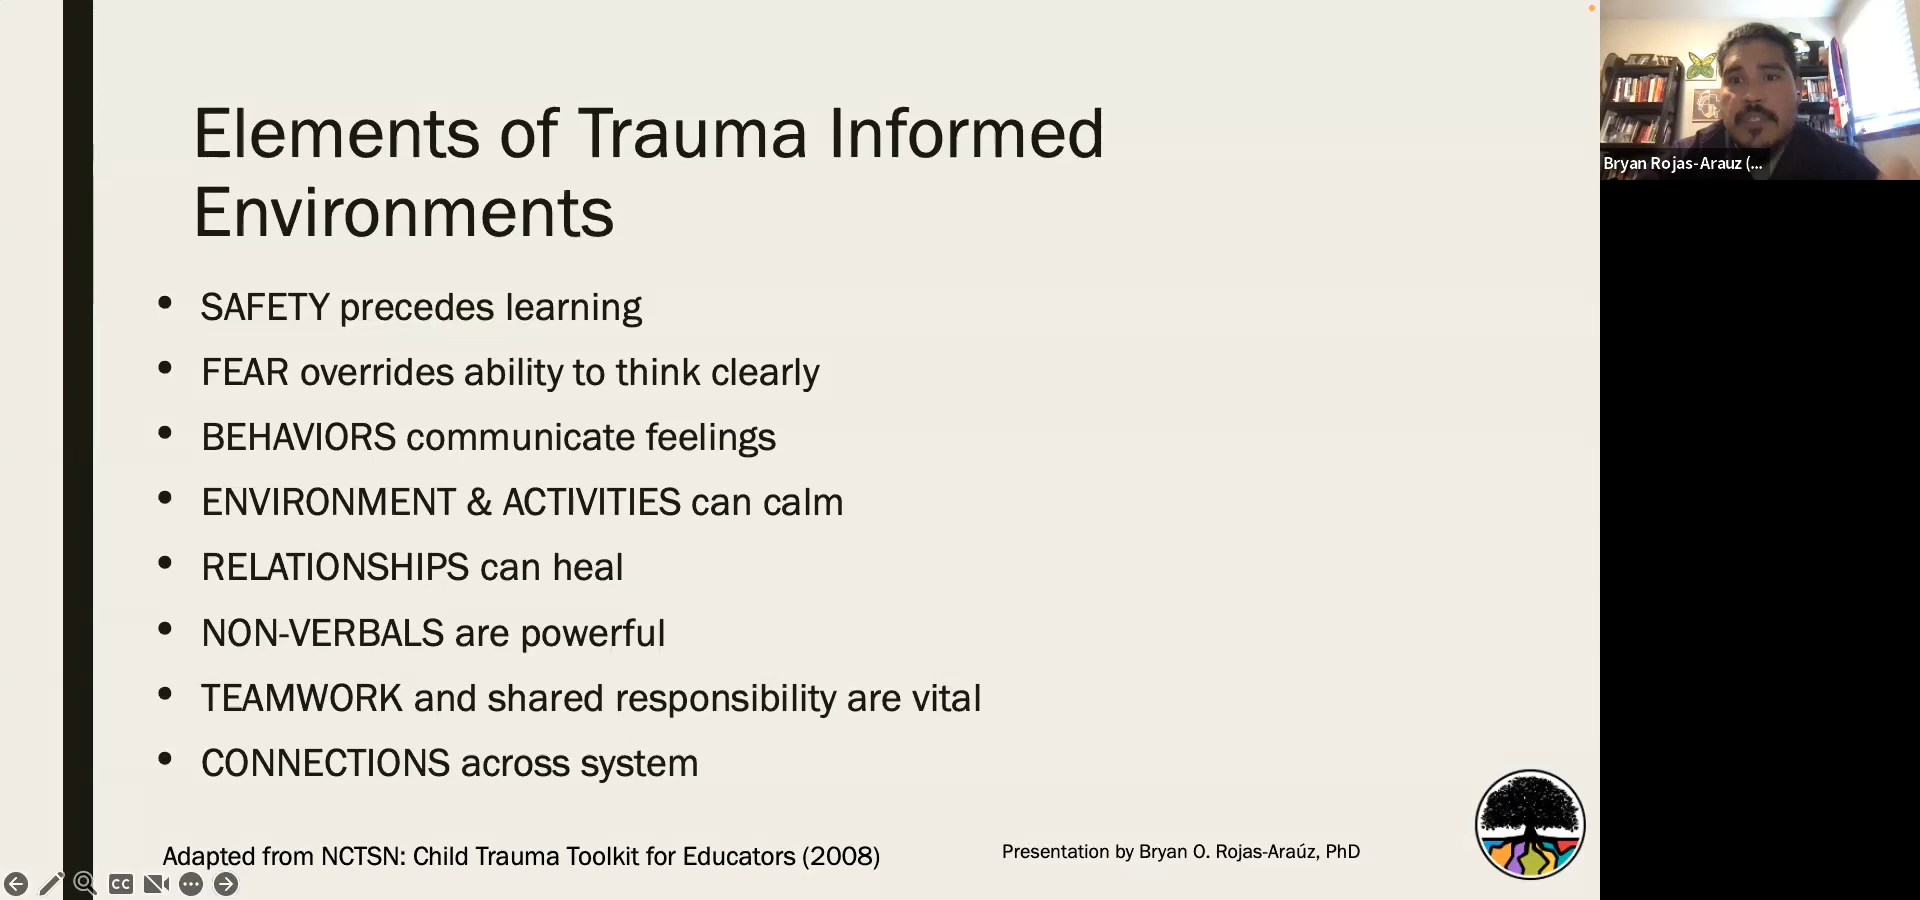 Elements of Trauma Informed
Environments
• SAFETY precedes learning
• FEAR overrides ability to think clearly
• BEHAVIORS communicate feelings
• ENVIRONMENT & ACTIVITIES can calm
• RELATIONSHIPS can heal
• NON-VERBALS are powerful
• TEAMWORK and shared responsibility are vital
• CONNECTIONS across system
Adapted from NCTSN: Child Trauma Toolkit for Educators (2008)
Presentation by Bryan O. Rojas-Araúz, PhD
CC
Bryan Rojas-Arauz (...